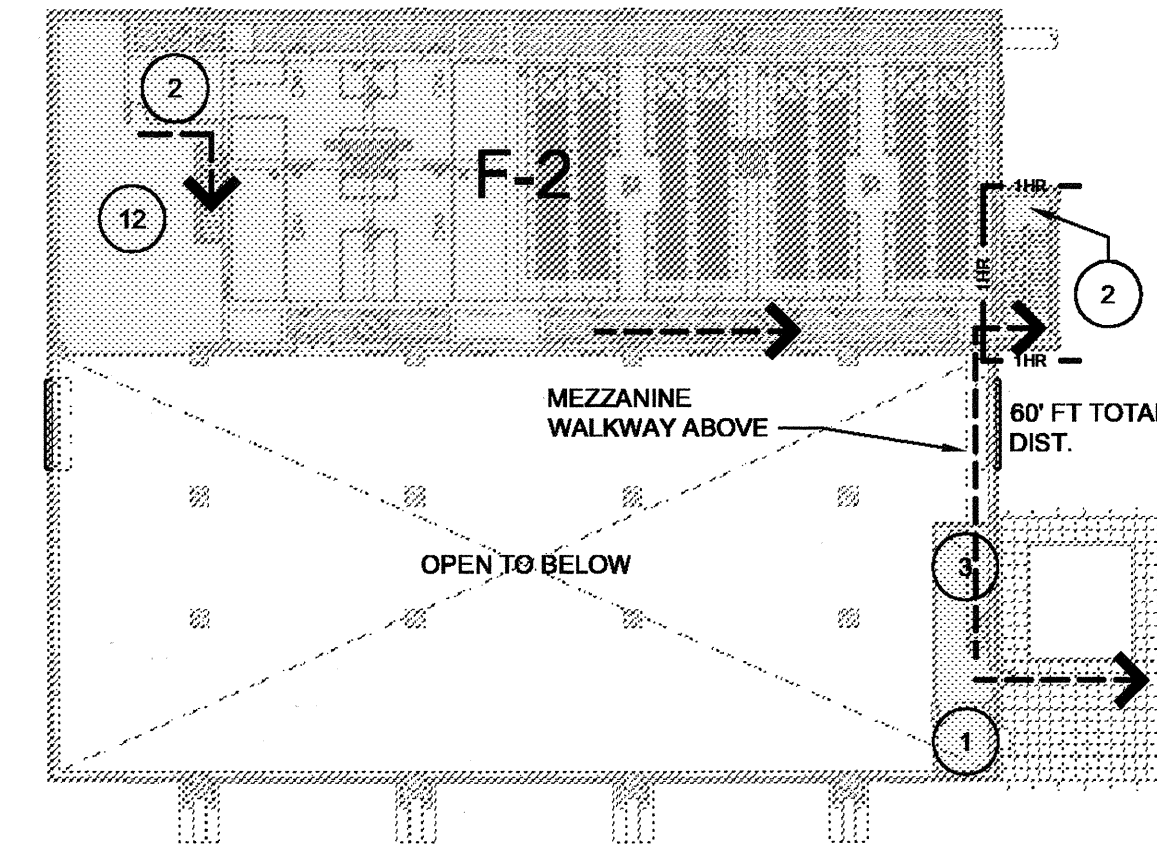 2
F-2
12
1HR
1HR
2
1HR
MEZZANINE
WALKWAY ABOVE
60' FT TOTAL
DIST.
OPEN TO BELOW
3
1